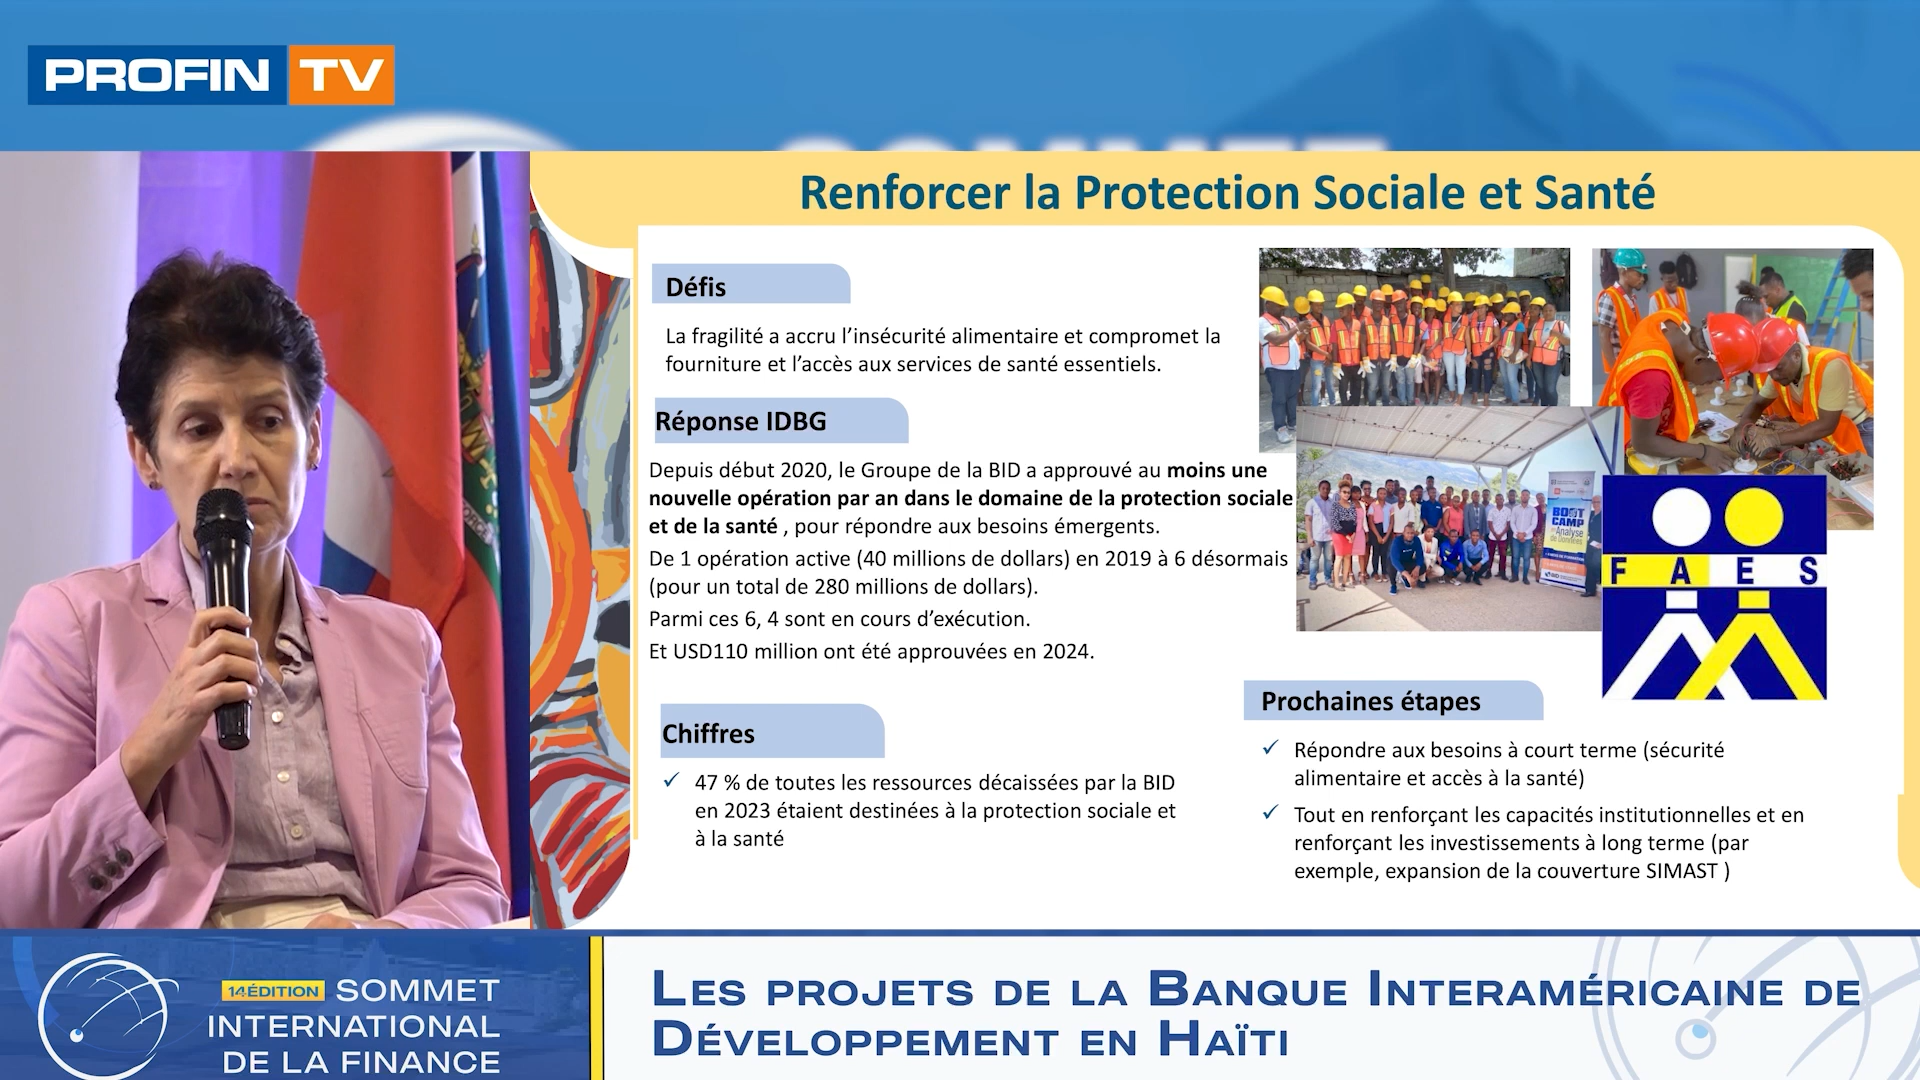 PROFIN TV
Renforcer la Protection Sociale et Santé
Défis
La fragilité a accru l’insécurité alimentaire et compromet la
fourniture et l’accès aux services de santé essentiels.
Réponse IDBG
Depuis début 2020, le Groupe de la BID a approuvé au moins une
nouvelle opération par an dans le domaine de la protection sociale
et de la santé , pour répondre aux besoins émergents.
De 1 opération active (40 millions de dollars) en 2019 à 6 désormais
(pour un total de 280 millions de dollars).
Parmi ces 6, 4 sont en cours d’exécution.
Et USD110 million ont été approuvées en 2024.
Chiffres
47 % de toutes les ressources décaissées par la BID
en 2023 étaient destinées à la protection sociale et
à la santé
BOOT
CAMP
Analyse
de Données
FAES
Prochaines étapes
Répondre aux besoins à court terme (sécurité
alimentaire et accès à la santé)
Tout en renforçant les capacités institutionnelles et en
renforçant les investissements à long terme (par
exemple, expansion de la couverture SIMAST )
14ÉDITION SOMMET
INTERNATIONAL
DE LA FINANCE
Les projets de la Banque Interaméricaine de
Développement en Haïti